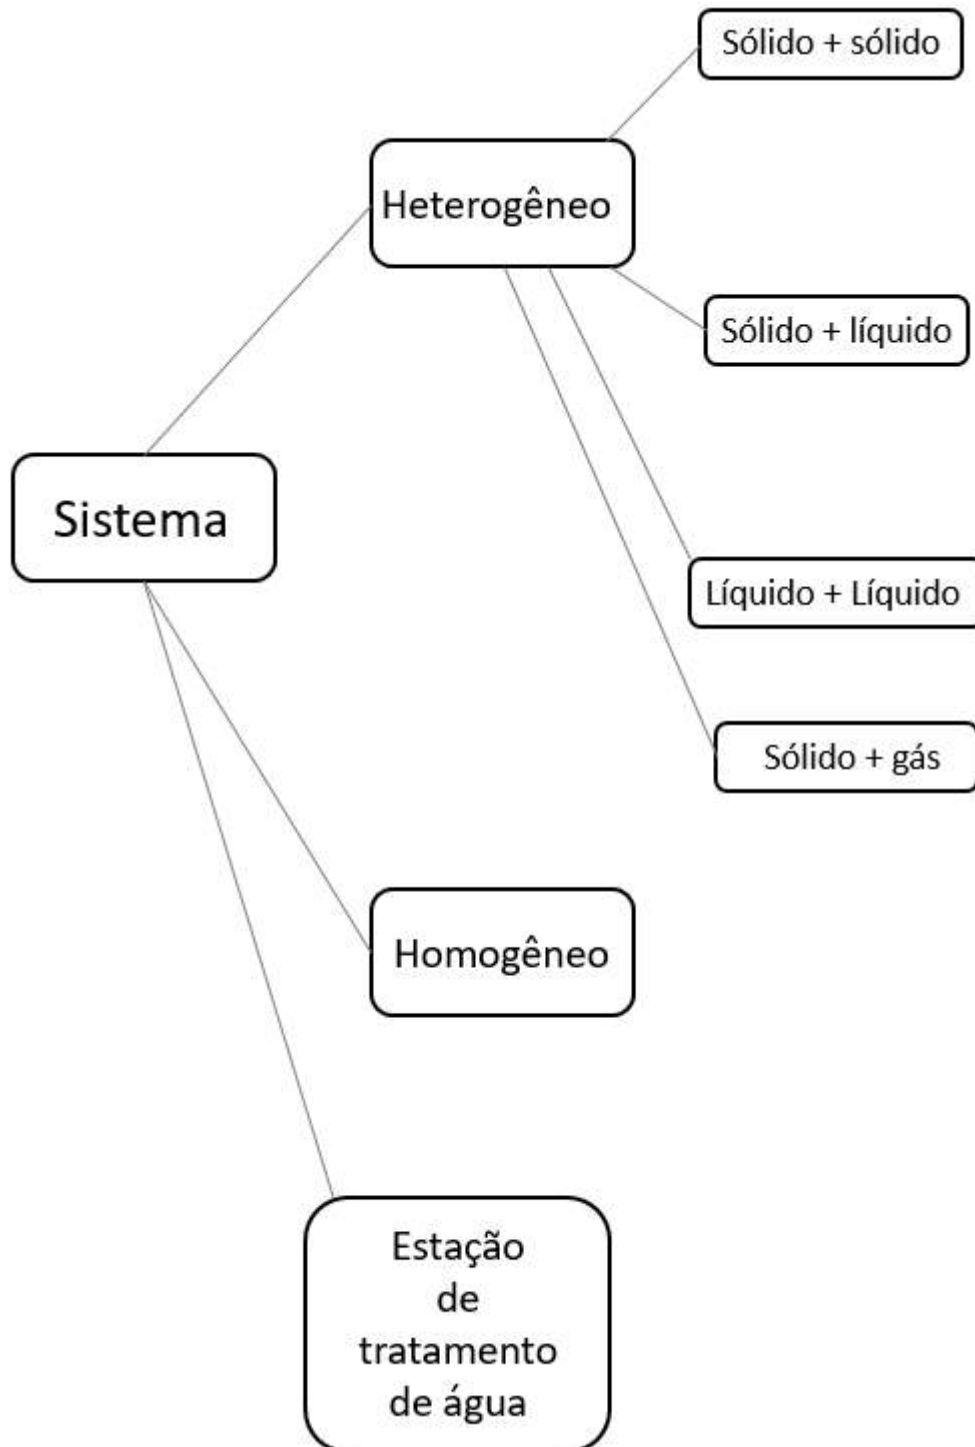 Sólido + sólido
Heterogêneo
Sólido + líquido
Sistema
Líquido + Líquido
Sólido + gás
Homogêneo
Estação
de
tratamento
de água